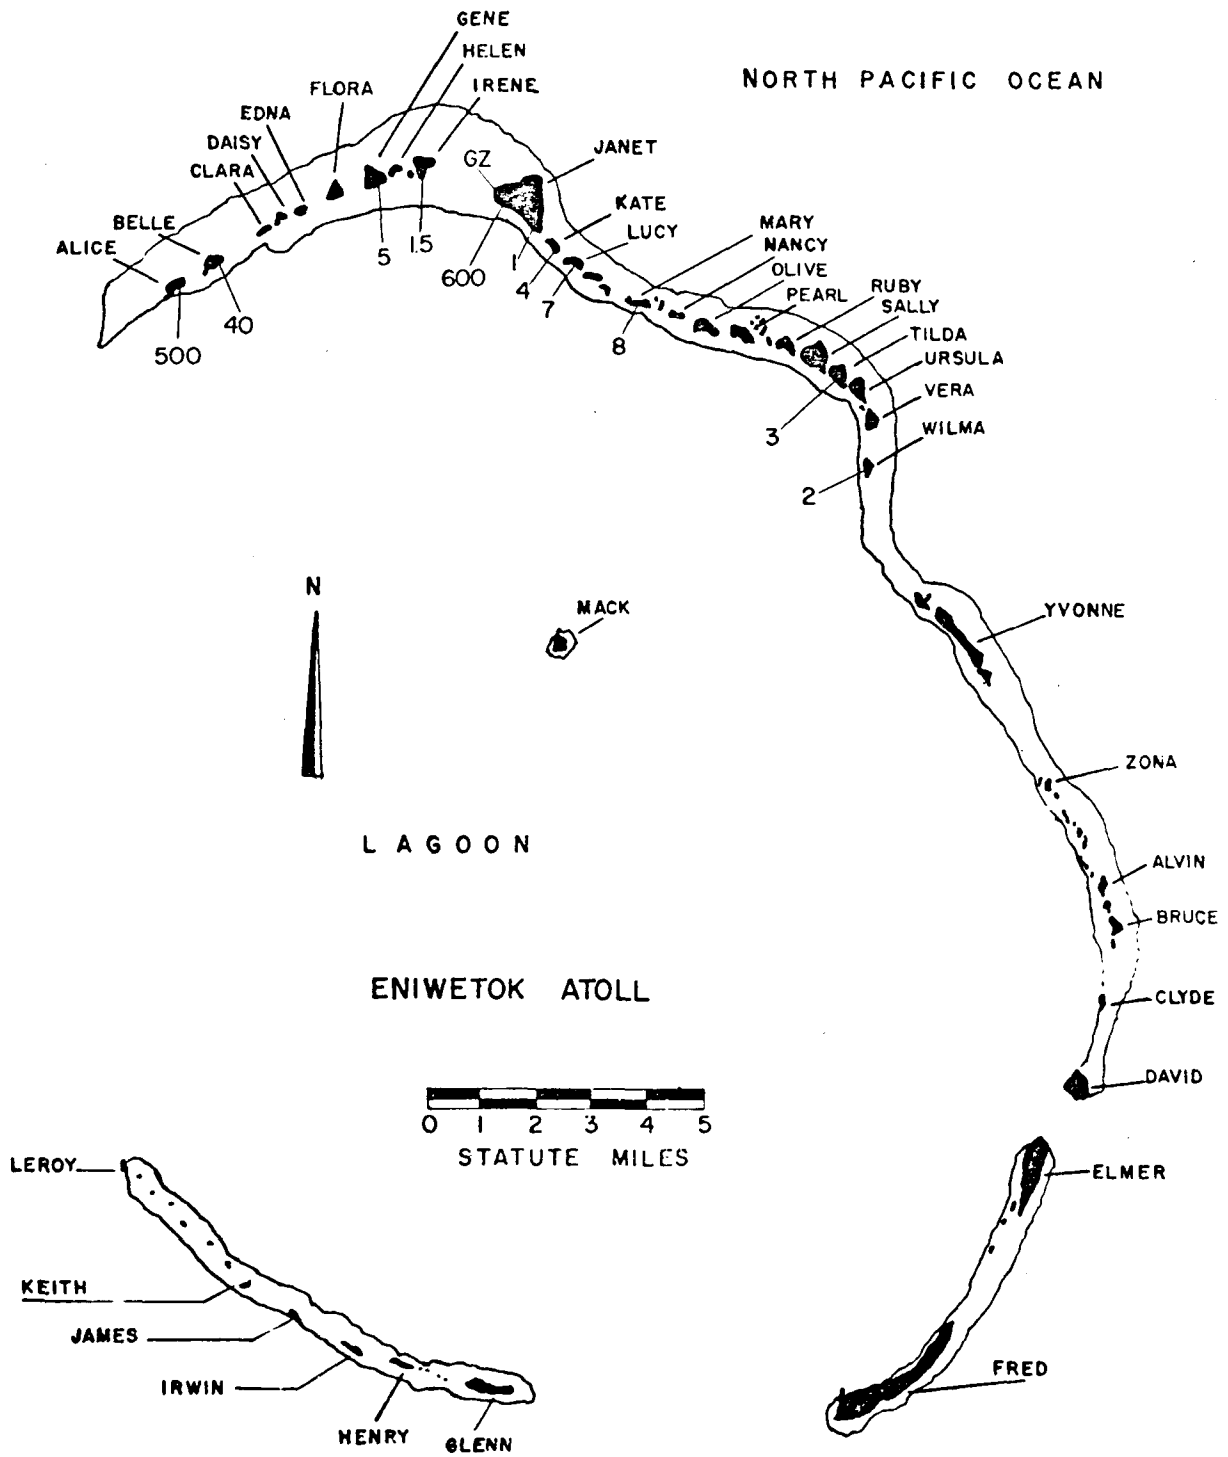 GENE
HELEN
IRENE
FLORA
EDNA
DAISY
CLARA
BELLE
ALICE
NORTH PACIFIC OCEAN
GZ
JANET
KATE
LUCY
MARY
NANCY
OLIVE
PEARL
RUBY
SALLY
TILDA
URSULA
VERA
WILMA
500
40
5
1.5
600
1
4
7
8
3
2
N
MACK
YVONNE
ZONA
LAGOON
ALVIN
BRUCE
ENIWETOK ATOLL
CLYDE
DAVID
0 1 2 3 4 5
STATUTE MILES
LEROY
ELMER
KEITH
JAMES
IRWIN
HENRY
GLENN
FRED